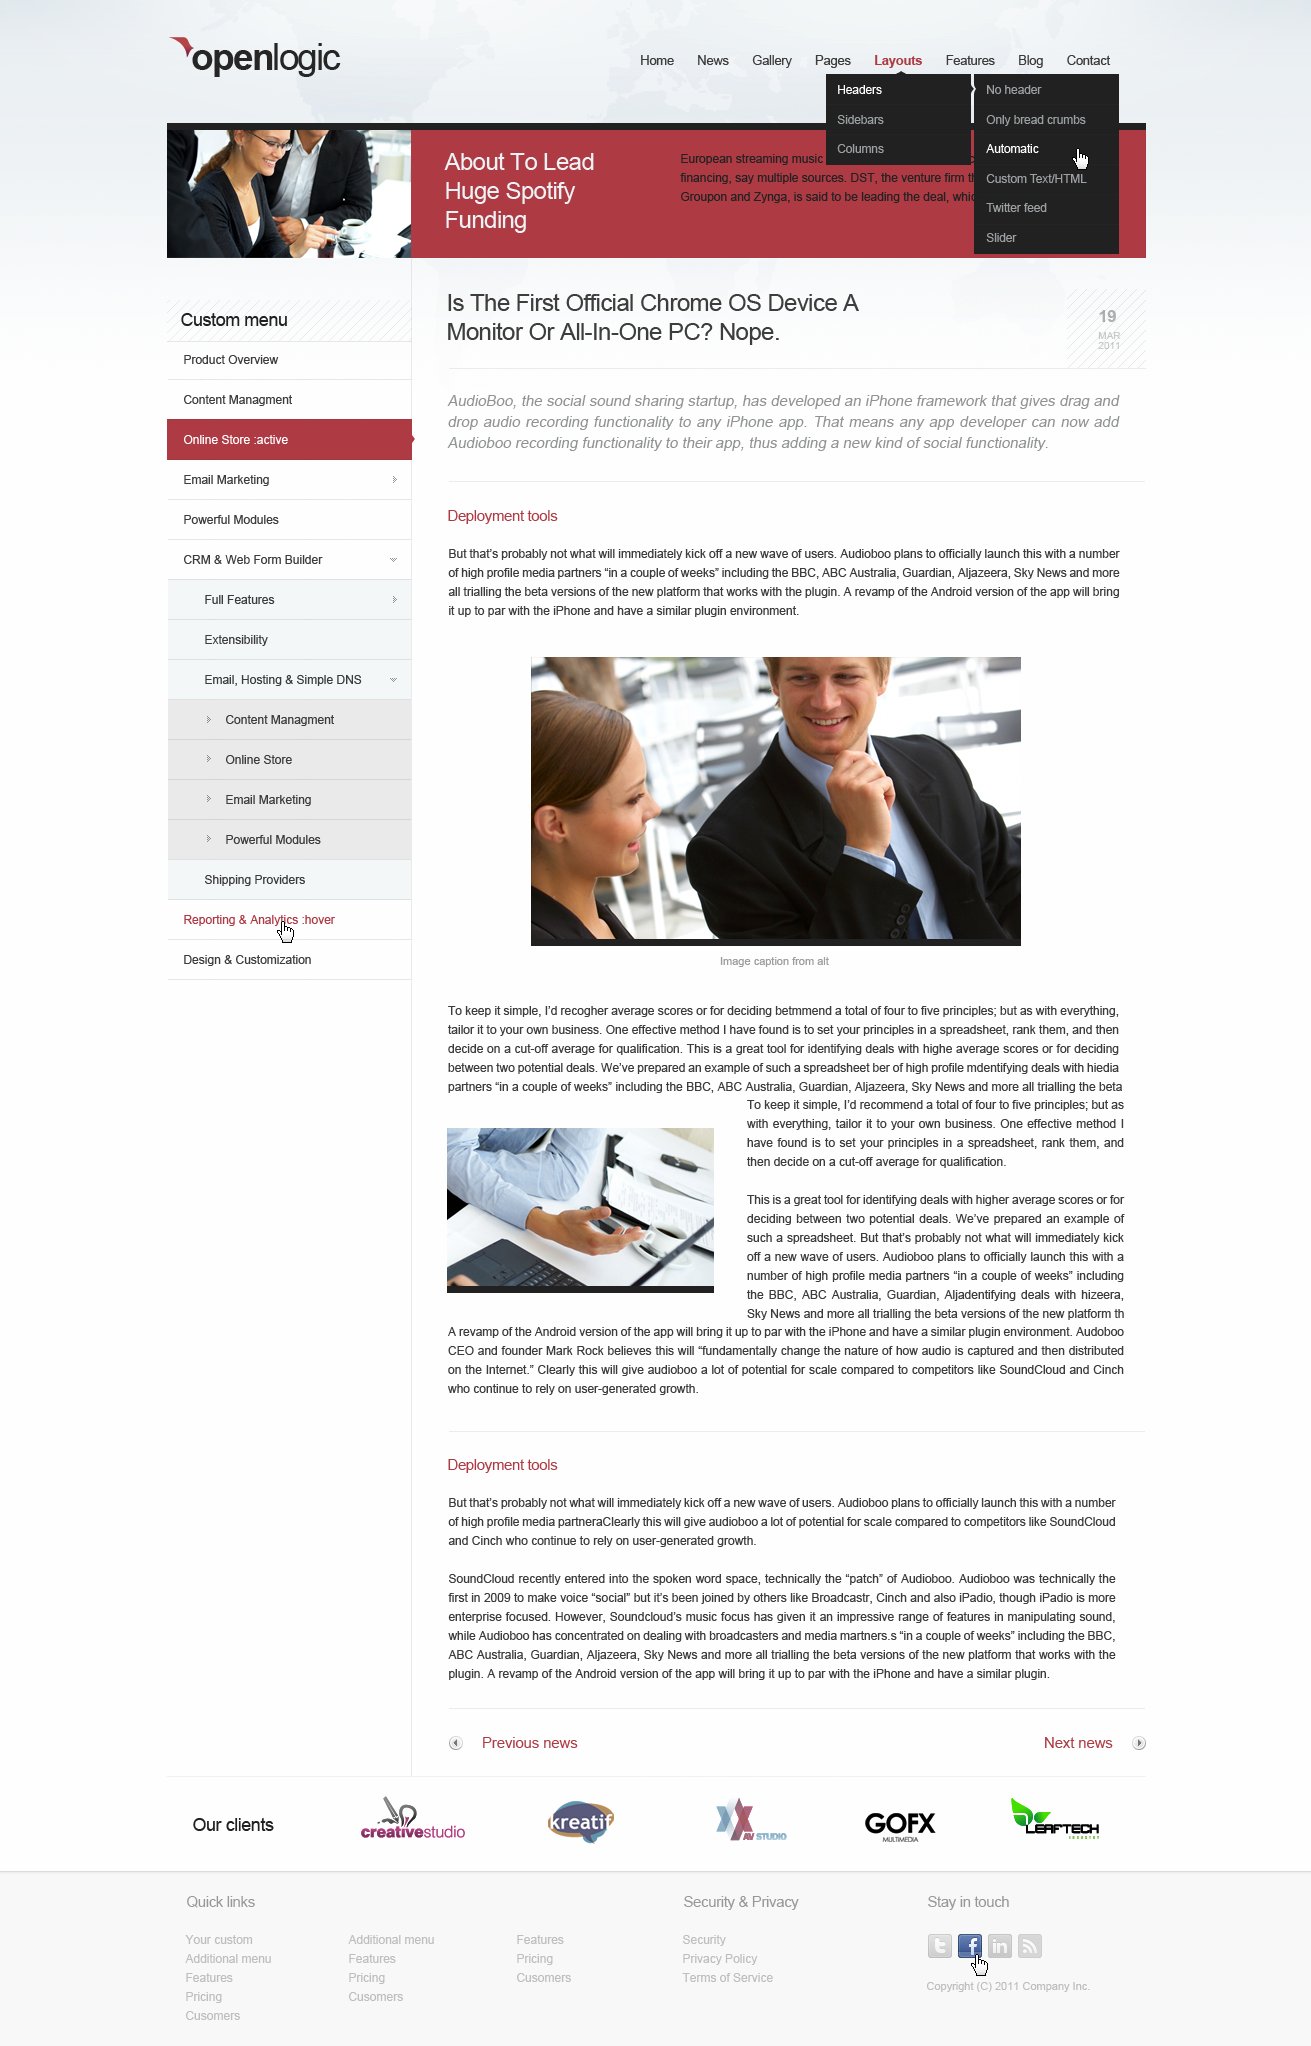 openlogic
Home News Gallery Pages Layouts Features Blog Contact
Headers
Sidebars
Columns
No header
Only bread crumbs
Automatic
Custom Text/HTML
Twitter feed
Slider
About To Lead
Huge Spotify
Funding
European streaming music
financing, say multiple sources. DST, the venture firm
Groupon and Zynga, is said to be leading the deal,
Custom menu
Product Overview
Content Managment
Online Store :active
Email Marketing
Powerful Modules
CRM & Web Form Builder
Full Features
Extensibility
Email, Hosting & Simple DNS
Content Managment
Online Store
Email Marketing
Powerful Modules
Shipping Providers
Reporting & Analytics :hover
Design & Customization
Is The First Official Chrome OS Device A
Monitor Or All-In-One PC? Nope.
19
MAR
2011
AudioBoo, the social sound sharing startup, has developed an iPhone framework that gives drag and
drop audio recording functionality to any iPhone app. That means any app developer can now add
Audioboo recording functionality to their app, thus adding a new kind of social functionality.
Deployment tools
But that's probably not what will immediately kick off a new wave of users. Audioboo plans to officially launch this with a number
of high profile media partners “in a couple of weeks” including the BBC, ABC Australia, Guardian, Aljazeera, Sky News and more
all trialling the beta versions of the new platform that works with the plugin. A revamp of the Android version of the app will bring
it up to par with the iPhone and have a similar plugin environment.
Image caption from alt
To keep it simple, I’d recogher average scores or for deciding betmmend a total of four to five principles; but as with everything,
tailor it to your own business. One effective method I have found is to set your principles in a spreadsheet, rank them, and then
decide on a cut-off average for qualification. This is a great tool for identifying deals with highe average scores or for deciding
between two potential deals. We’ve prepared an example of such a spreadsheet ber of high profile mdentifying deals with hiedia
partners “in a couple of weeks” including the BBC, ABC Australia, Guardian, Aljazeera, Sky News and more all trialling the beta
To keep it simple, I’d recommend a total of four to five principles; but as
with everything, tailor it to your own business. One effective method I
have found is to set your principles in a spreadsheet, rank them, and
then decide on a cut-off average for qualification.
This is a great tool for identifying deals with higher average scores or for
deciding between two potential deals. We’ve prepared an example of
such a spreadsheet. But that’s probably not what will immediately kick
off a new wave of users. Audioboo plans to officially launch this with a
number of high profile media partners “in a couple of weeks” including
the BBC, ABC Australia, Guardian, Aljadentifying deals with hizeera,
Sky News and more all trialling the beta versions of the new platform th
A revamp of the Android version of the app will bring it up to par with the iPhone and have a similar plugin environment. Audoboo
CEO and founder Mark Rock believes this will “fundamentally change the nature of how audio is captured and then distributed
on the Internet.” Clearly this will give audioboo a lot of potential for scale compared to competitors like SoundCloud and Cinch
who continue to rely on user-generated growth.
Deployment tools
But that’s probably not what will immediately kick off a new wave of users. Audioboo plans to officially launch this with a number
of high profile media partneraClearly this will give audioboo a lot of potential for scale compared to competitors like SoundCloud
and Cinch who continue to rely on user-generated growth.
SoundCloud recently entered into the spoken word space, technically the “patch” of Audioboo. Audioboo was technically the
first in 2009 to make voice “social” but it’s been joined by others like Broadcastr, Cinch and also iPadio, though iPadio is more
enterprise focused. However, Soundcloud’s music focus has given it an impressive range of features in manipulating sound,
while Audioboo has concentrated on dealing with broadcasters and media martners.s “in a couple of weeks” including the BBC,
ABC Australia, Guardian, Aljazeera, Sky News and more all trialling the beta versions of the new platform that works with the
plugin. A revamp of the Android version of the app will bring it up to par with the iPhone and have a similar plugin.
Previous news
Next news
Our clients
creativestudio
kreatif
AV STUDIO
GOFX
MULTIMEDIA
LEAFTECH
INDUSTRY
Quick links
Your custom
Additional menu
Features
Pricing
Cusomers
Additional menu
Features
Pricing
Cusomers
Features
Pricing
Cusomers
Security & Privacy
Security
Privacy Policy
Terms of Service
Stay in touch
Copyright (C) 2011 Company Inc.